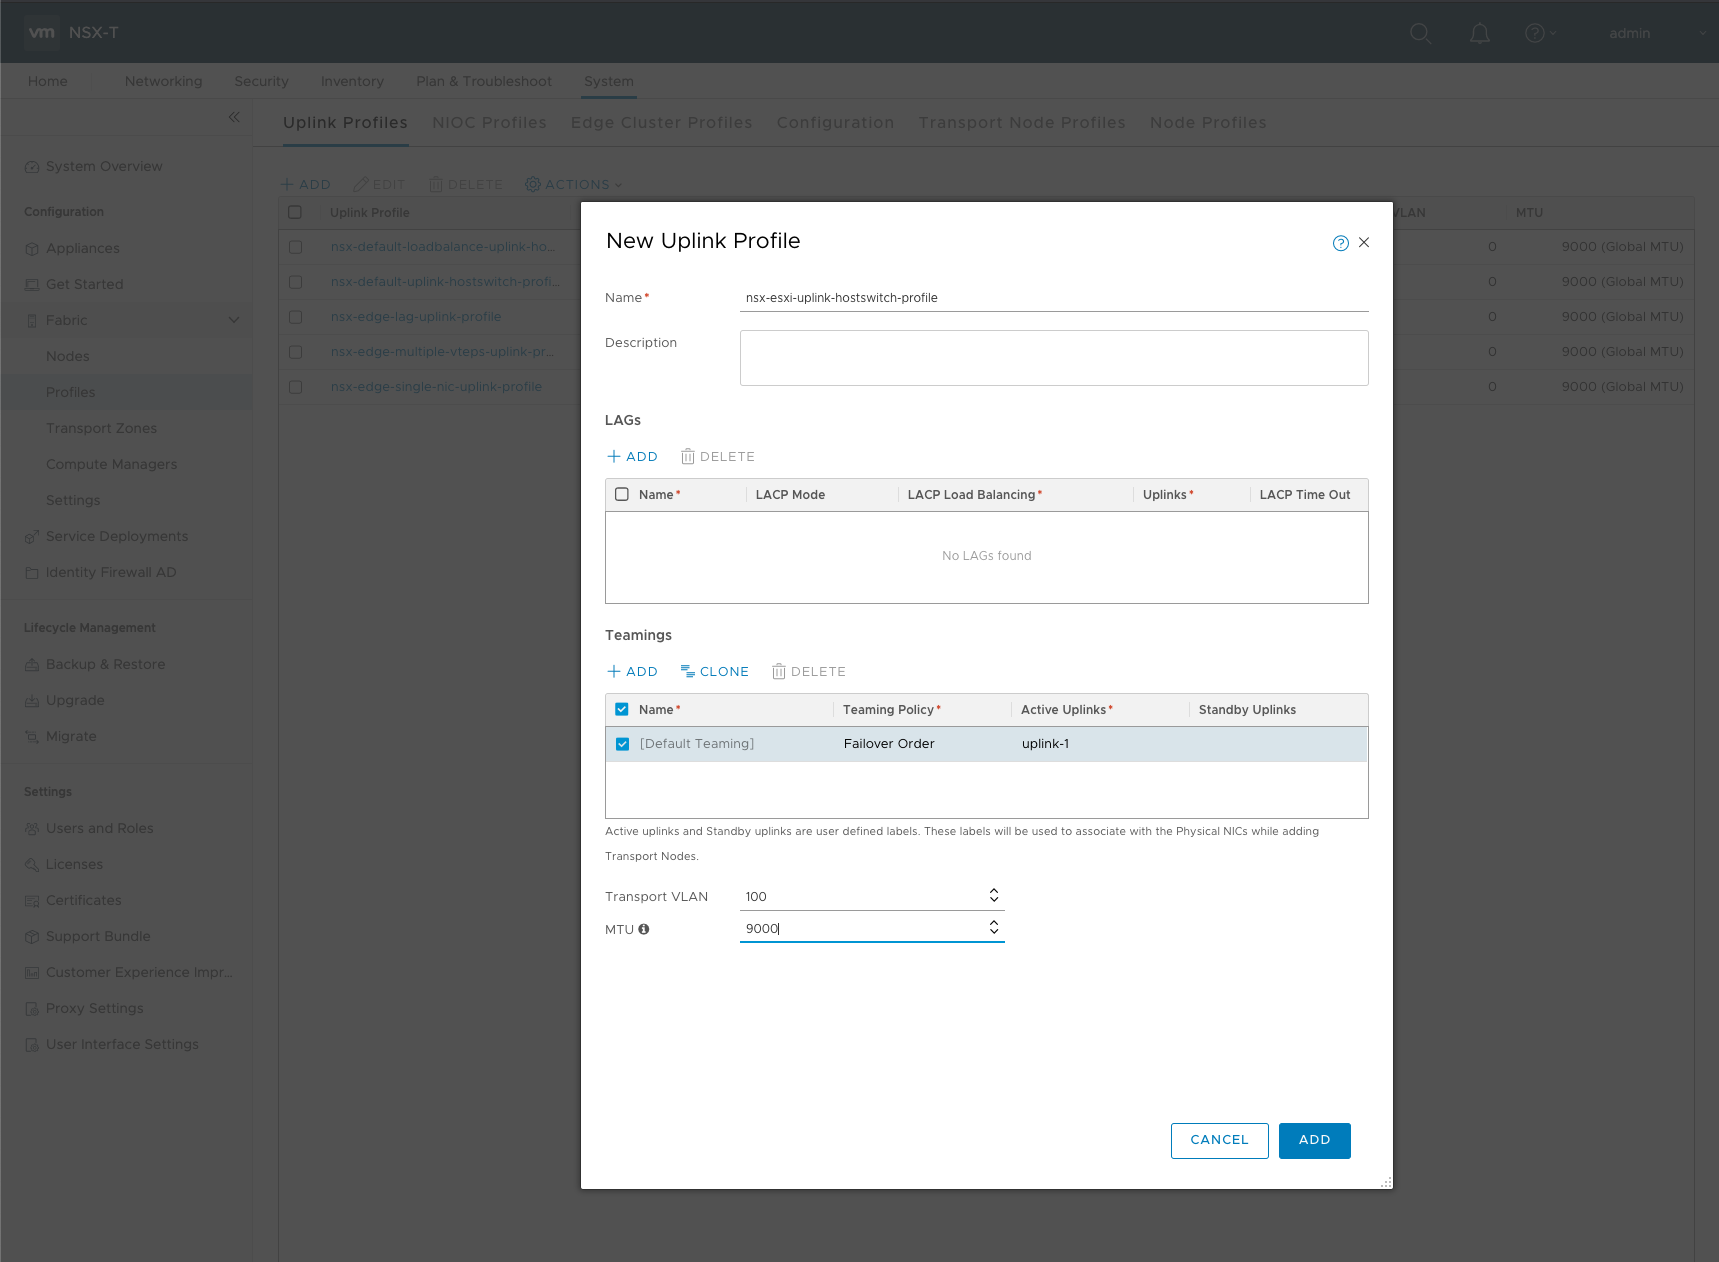 vm NSX-T
admin
Home Networking Security Inventory Plan & Troubleshoot System
Uplink Profiles NIOC Profiles Edge Cluster Profiles Configuration Transport Node Profiles Node Profiles
System Overview
Configuration
Appliances
Get Started
Fabric
Nodes
Profiles
Transport Zones
Compute Managers
Settings
Service Deployments
Identity Firewall AD
Lifecycle Management
Backup & Restore
Upgrade
Migrate
Settings
Users and Roles
Licenses
Certificates
Support Bundle
Customer Experience Impr...
Proxy Settings
User Interface Settings
+ ADD EDIT DELETE ACTIONS
Uplink Profile VLAN MTU
nsx-default-loadbalance-uplink-ho... 0 9000 (Global MTU)
nsx-default-uplink-hostswitch-profi... 0 9000 (Global MTU)
nsx-edge-lag-uplink-profile 0 9000 (Global MTU)
nsx-edge-multiple-vteps-uplink-pr... 0 9000 (Global MTU)
nsx-edge-single-nic-uplink-profile 0 9000 (Global MTU)
New Uplink Profile
Name* nsx-esxi-uplink-hostswitch-profile
Description
LAGs
+ ADD DELETE
Name* LACP Mode LACP Load Balancing* Uplinks* LACP Time Out
No LAGs found
Teamings
+ ADD CLONE DELETE
Name* Teaming Policy* Active Uplinks* Standby Uplinks
[Default Teaming] Failover Order uplink-1
Active uplinks and Standby uplinks are user defined labels. These labels will be used to associate with the Physical NICs while adding
Transport Nodes.
Transport VLAN 100
MTU 9000
CANCEL ADD